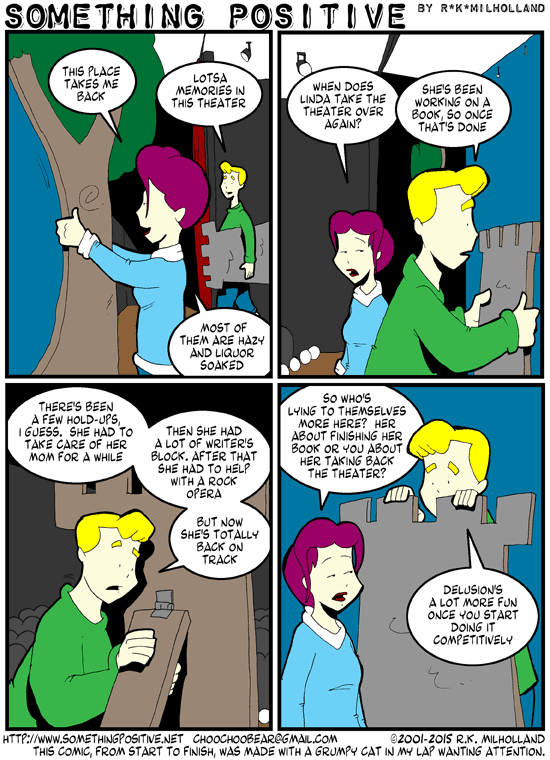 SOMETHING POSITIVE BY R*K*MILHOLLAND
THIS PLACE
TAKES ME
BACK
LOTSA
MEMORIES IN
THIS THEATER
MOST OF
THEM ARE HAZY
AND LIQUOR
SOAKED
WHEN DOES
LINDA TAKE THE
THEATER OVER
AGAIN?
SHE'S BEEN
WORKING ON A
BOOK, SO ONCE
THAT'S DONE
THERE'S BEEN
A FEW HOLD-UPS,
I GUESS. SHE HAD TO
TAKE CARE OF HER
MOM FOR A WHILE
THEN SHE HAD
A LOT OF WRITER'S
BLOCK. AFTER THAT
SHE HAD TO HELP
WITH A ROCK
OPERA
BUT NOW
SHE'S TOTALLY
BACK ON
TRACK
SO WHO'S
LYING TO THEMSELVES
MORE HERE? HER
ABOUT FINISHING HER
BOOK OR YOU ABOUT
HER TAKING BACK
THE THEATER?
DELUSION'S
A LOT MORE FUN
ONCE YOU START
DOING IT
COMPETITIVELY
HTTP://WWW.SOMETHINGPOSITIVE.NET CHOOCHOOBEAR@GMAIL.COM ©2001-2015 R.K. MILHOLLAND
THIS COMIC, FROM START TO FINISH, WAS MADE WITH A GRUMPY CAT IN MY LAP WANTING ATTENTION.